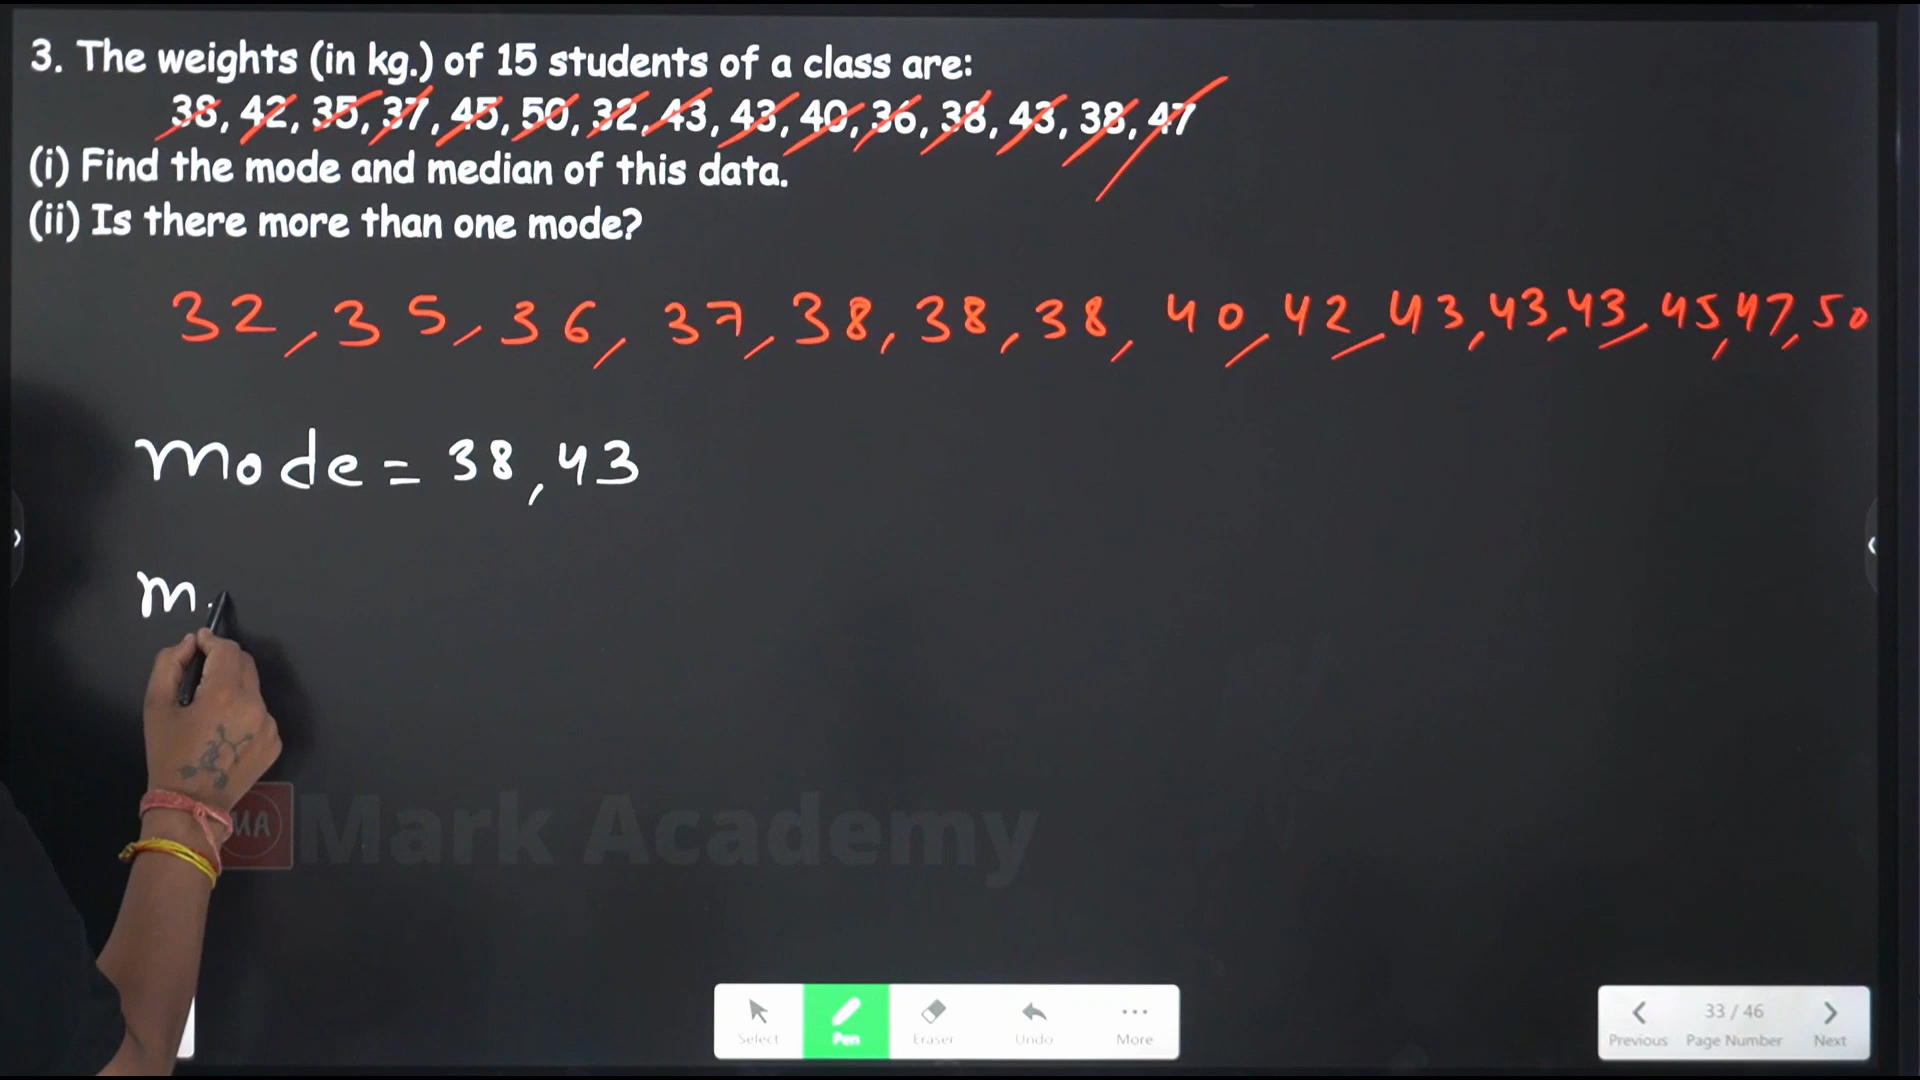 3. The weights (in kg.) of 15 students of a class are:
38, 42, 35, 37, 45, 50, 32, 43, 43, 40, 36, 38, 43, 38, 47
(i) Find the mode and median of this data.
(ii) Is there more than one mode?
32, 35, 36, 37, 38, 38, 38, 40, 42, 43, 43, 43, 45, 47, 50
mode = 38, 43
m
MA Mark Academy
Select Pen Eraser Undo More
33 / 46
Previous Page Number Next